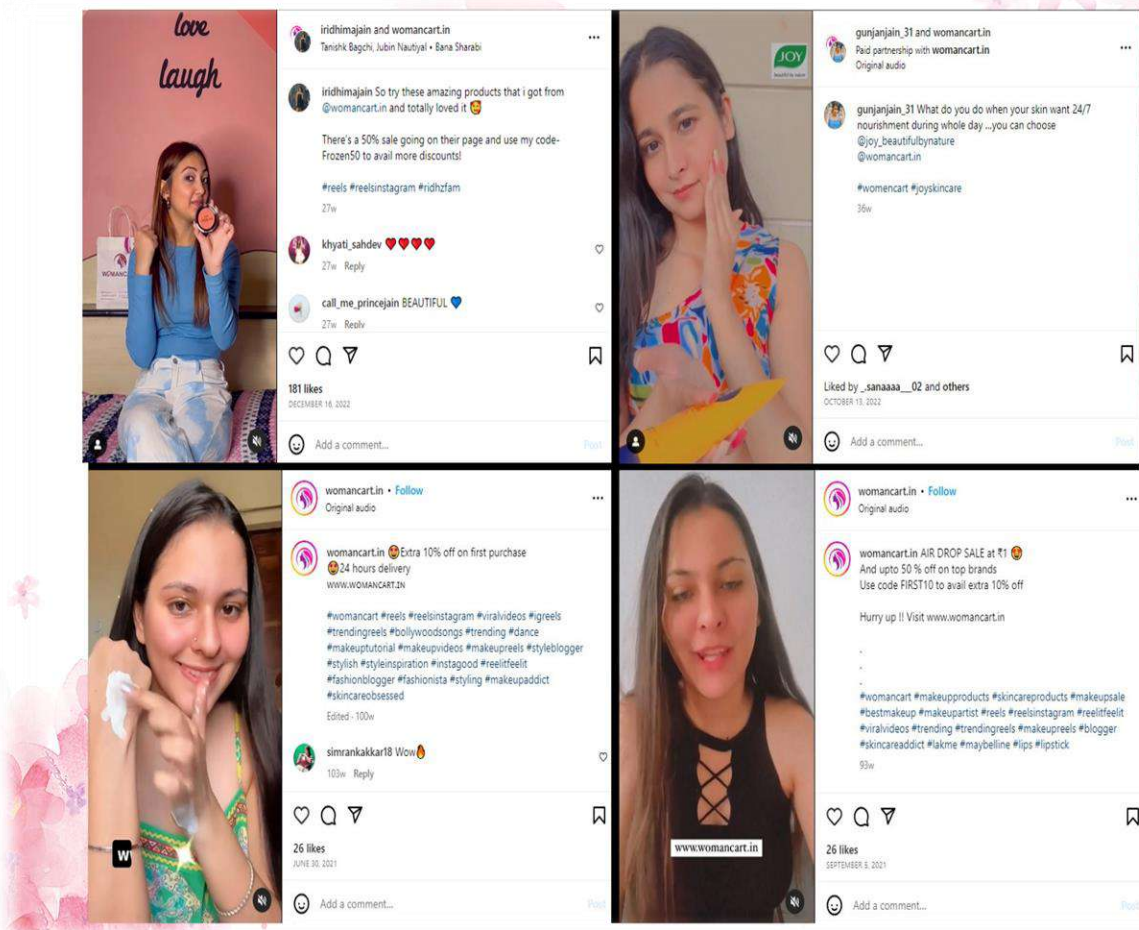 love
laugh
WOMANC
iridhimajain and womancart.in
Tanishk Bagchi, Jubin Nautiyal • Bana Sharabi
iridhimajain So try these amazing products that i got from
@womancart.in and totally loved it 🥰
There's a 50% sale going on their page and use my code-
Frozen50 to avail more discounts!
#reels #reelsinstagram #ridhzfam
27w
khyati_sahdev ❤️❤️❤️❤️
27w Reply
call_me_princejain BEAUTIFUL 💙
27w Reply
181 likes
DECEMBER 16, 2022
Add a comment...
Post
JOY
beautiful by nature
gunjanjain_31 and womancart.in
Paid partnership with womancart.in
Original audio
gunjanjain_31 What do you do when your skin want 24/7
nourishment during whole day ...you can choose
@joy_beautifulbynature
@womancart.in
#womencart #joyskincare
36w
Liked by _.sanaaaa__02 and others
OCTOBER 13, 2022
Add a comment...
Post
W
womancart.in • Follow
Original audio
womancart.in 🤩Extra 10% off on first purchase
🤩24 hours delivery
WWW.WOMANCART.IN
#womancart #reels #reelsinstagram #viralvideos #igreels
#trendingreels #bollywoodsongs #trending #dance
#makeuptutorial #makeupvideos #makeupreels #styleblogger
#stylish #styleinspiration #instagood #reelitfeelit
#fashionblogger #fashionista #styling #makeupaddict
#skincareobsessed
Edited · 100w
simrankakkar18 Wow🔥
103w Reply
26 likes
JUNE 30, 2021
Add a comment...
Post
www.womancart.in
womancart.in • Follow
Original audio
womancart.in AIR DROP SALE at ₹1 🤩
And upto 50 % off on top brands
Use code FIRST10 to avail extra 10% off
Hurry up !! Visit www.womancart.in
.
.
.
#womancart #makeupproducts #skincareproducts #makeupsale
#bestmakeup #makeupartist #reels #reelsinstagram #reelitfeelit
#viralvideos #trending #trendingreels #makeupreels #blogger
#skincareaddict #lakme #maybelline #lips #lipstick
93w
26 likes
SEPTEMBER 5, 2021
Add a comment...
Post